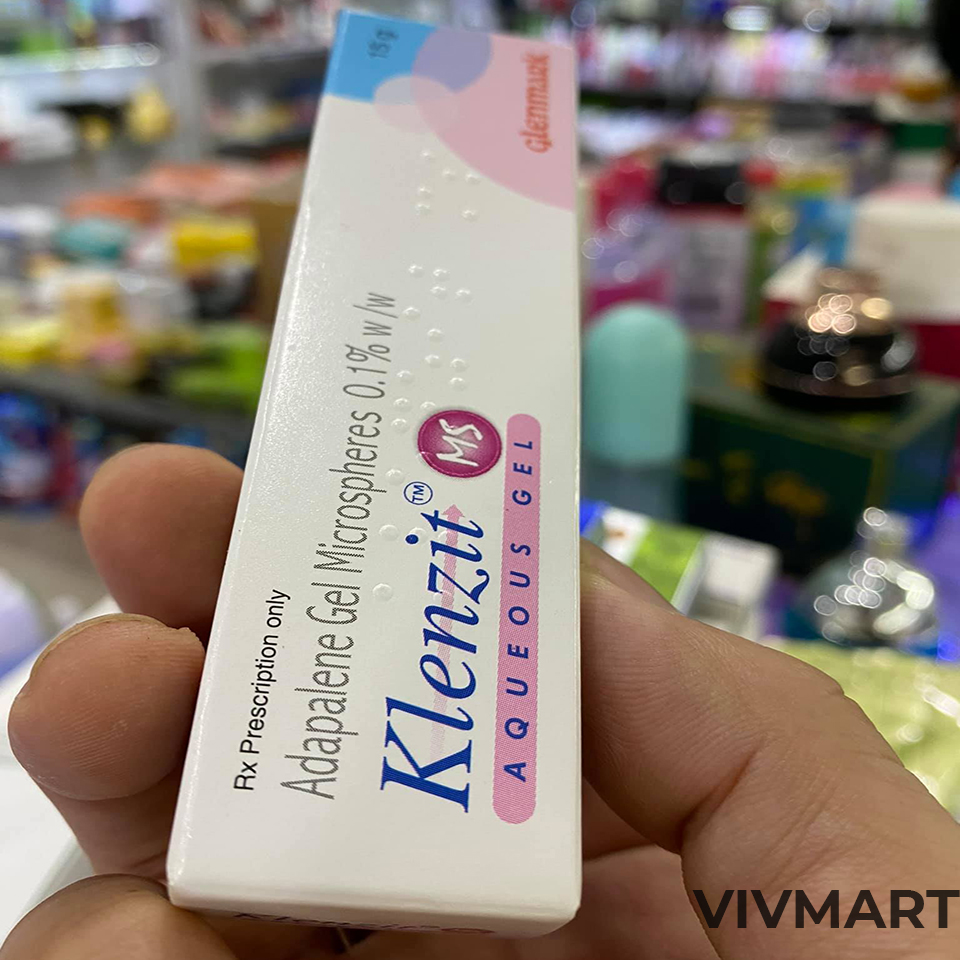 15g
glenmark
Rx Prescription only
Adapalene Gel Microspheres 0.1% w/w
Klenzit™ MS
AQUEOUS GEL
VIVMART